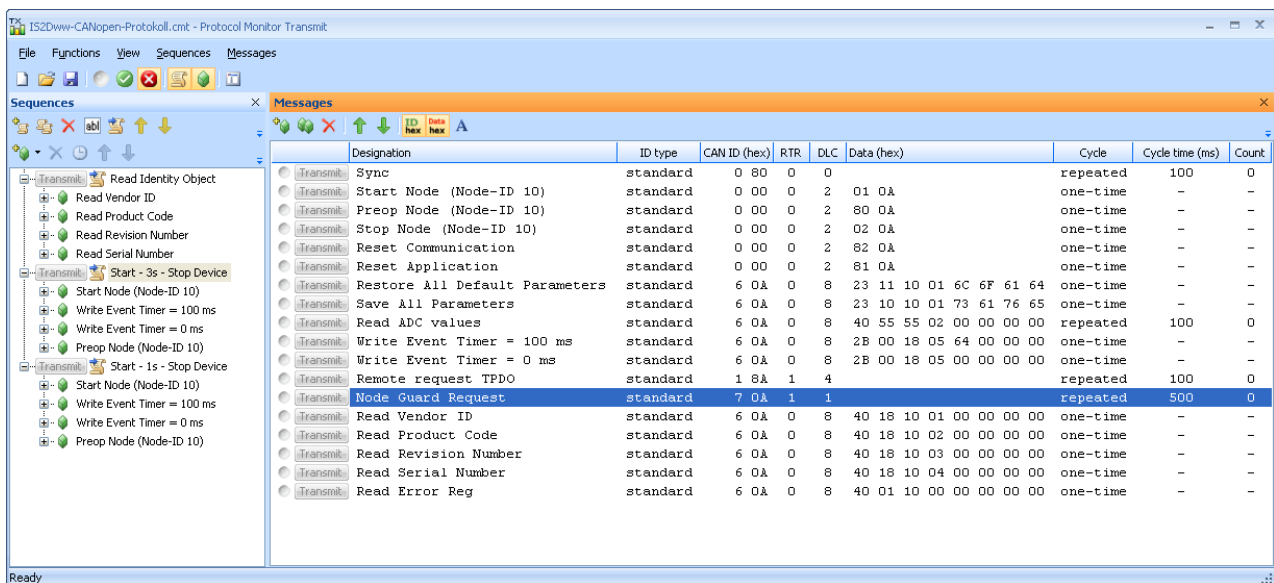 IS2Dww-CANopen-Protokoll.cmt - Protocol Monitor Transmit
File Functions View Sequences Messages
Sequences
Messages
abl
ID hex Data hex A
Designation ID type CAN ID (hex) RTR DLC Data (hex) Cycle Cycle time (ms) Count
Transmit Read Identity Object
Read Vendor ID
Read Product Code
Read Revision Number
Read Serial Number
Transmit Start - 3s - Stop Device
Start Node (Node-ID 10)
Write Event Timer = 100 ms
Write Event Timer = 0 ms
Preop Node (Node-ID 10)
Transmit Start - 1s - Stop Device
Start Node (Node-ID 10)
Write Event Timer = 100 ms
Write Event Timer = 0 ms
Preop Node (Node-ID 10)
Transmit Sync standard 0 80 0 0 repeated 100 0
Transmit Start Node (Node-ID 10) standard 0 00 0 2 01 0A one-time - -
Transmit Preop Node (Node-ID 10) standard 0 00 0 2 80 0A one-time - -
Transmit Stop Node (Node-ID 10) standard 0 00 0 2 02 0A one-time - -
Transmit Reset Communication standard 0 00 0 2 82 0A one-time - -
Transmit Reset Application standard 0 00 0 2 81 0A one-time - -
Transmit Restore All Default Parameters standard 6 0A 0 8 23 11 10 01 6C 6F 61 64 one-time - -
Transmit Save All Parameters standard 6 0A 0 8 23 10 10 01 73 61 76 65 one-time - -
Transmit Read ADC values standard 6 0A 0 8 40 55 55 02 00 00 00 00 repeated 100 0
Transmit Write Event Timer = 100 ms standard 6 0A 0 8 2B 00 18 05 64 00 00 00 one-time - -
Transmit Write Event Timer = 0 ms standard 6 0A 0 8 2B 00 18 05 00 00 00 00 one-time - -
Transmit Remote request TPDO standard 1 8A 1 4 repeated 100 0
Transmit Node Guard Request standard 7 0A 1 1 repeated 500 0
Transmit Read Vendor ID standard 6 0A 0 8 40 18 10 01 00 00 00 00 one-time - -
Transmit Read Product Code standard 6 0A 0 8 40 18 10 02 00 00 00 00 one-time - -
Transmit Read Revision Number standard 6 0A 0 8 40 18 10 03 00 00 00 00 one-time - -
Transmit Read Serial Number standard 6 0A 0 8 40 18 10 04 00 00 00 00 one-time - -
Transmit Read Error Reg standard 6 0A 0 8 40 01 10 00 00 00 00 00 one-time - -
Ready